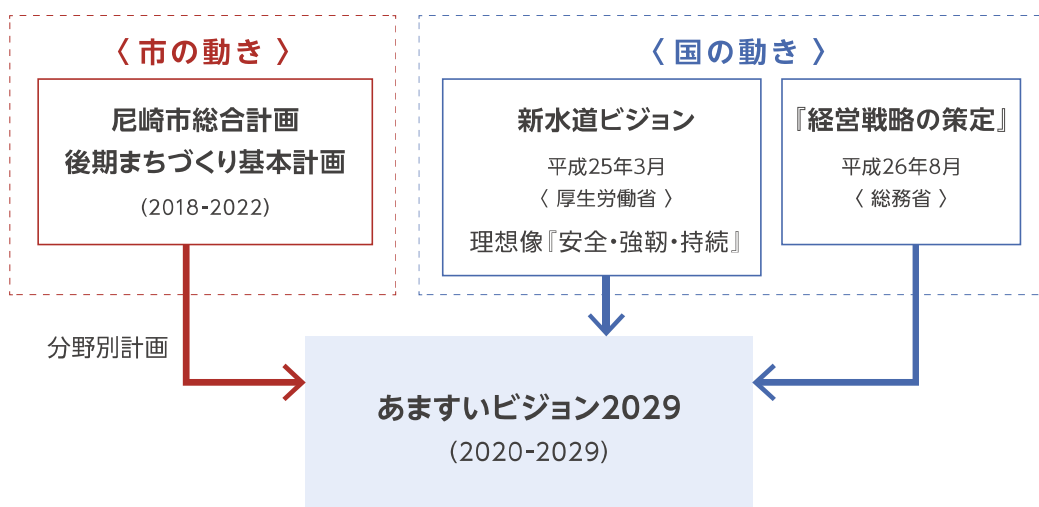 〈 市の動き 〉
尼崎市総合計画
後期まちづくり基本計画
(2018-2022)
〈 国の動き 〉
新水道ビジョン
平成25年3月
〈 厚生労働省 〉
理想像『安全・強靭・持続』
『経営戦略の策定』
平成26年8月
〈 総務省 〉
分野別計画
あますいビジョン2029
(2020-2029)